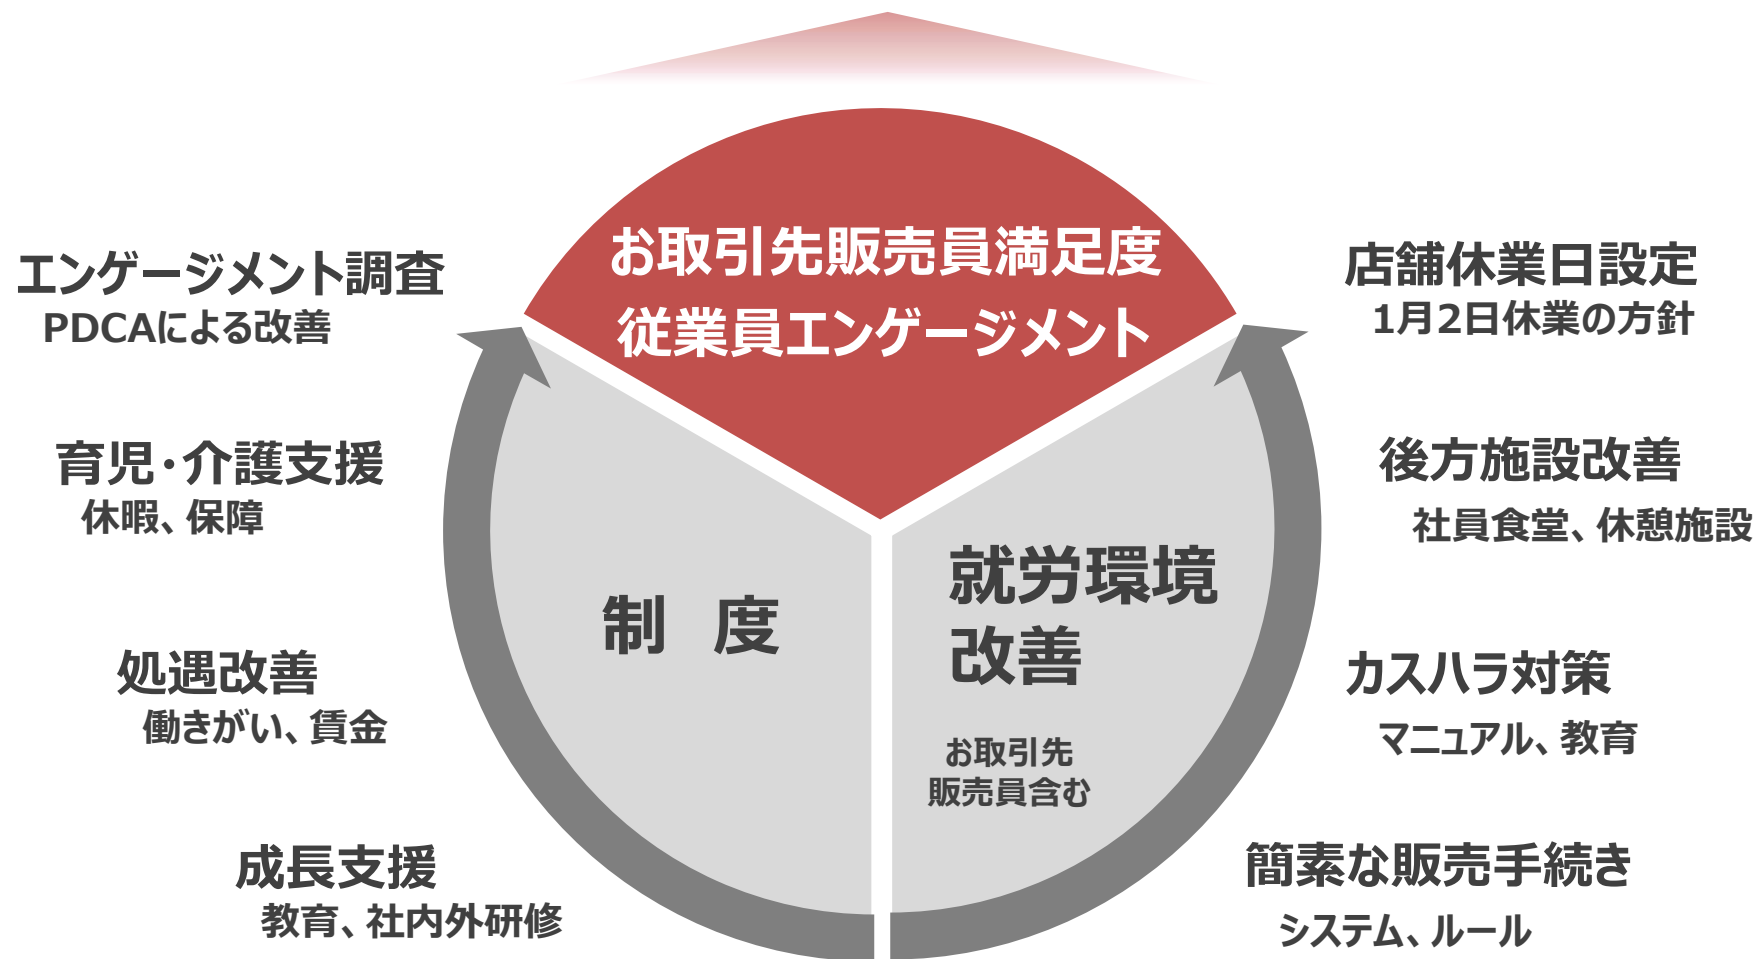 お取引先販売員満足度
従業員エンゲージメント
エンゲージメント調査
PDCAによる改善
育児・介護支援
休暇、保障
処遇改善
働きがい、賃金
成長支援
教育、社内外研修
制 度
就労環境
改善
お取引先
販売員含む
店舗休業日設定
1月2日休業の方針
後方施設改善
社員食堂、休憩施設
カスハラ対策
マニュアル、教育
簡素な販売手続き
システム、ルール